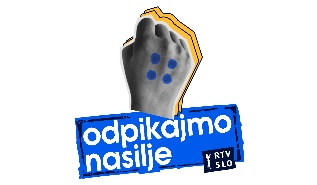 odpikajmo
nasilje
RTV
SLO